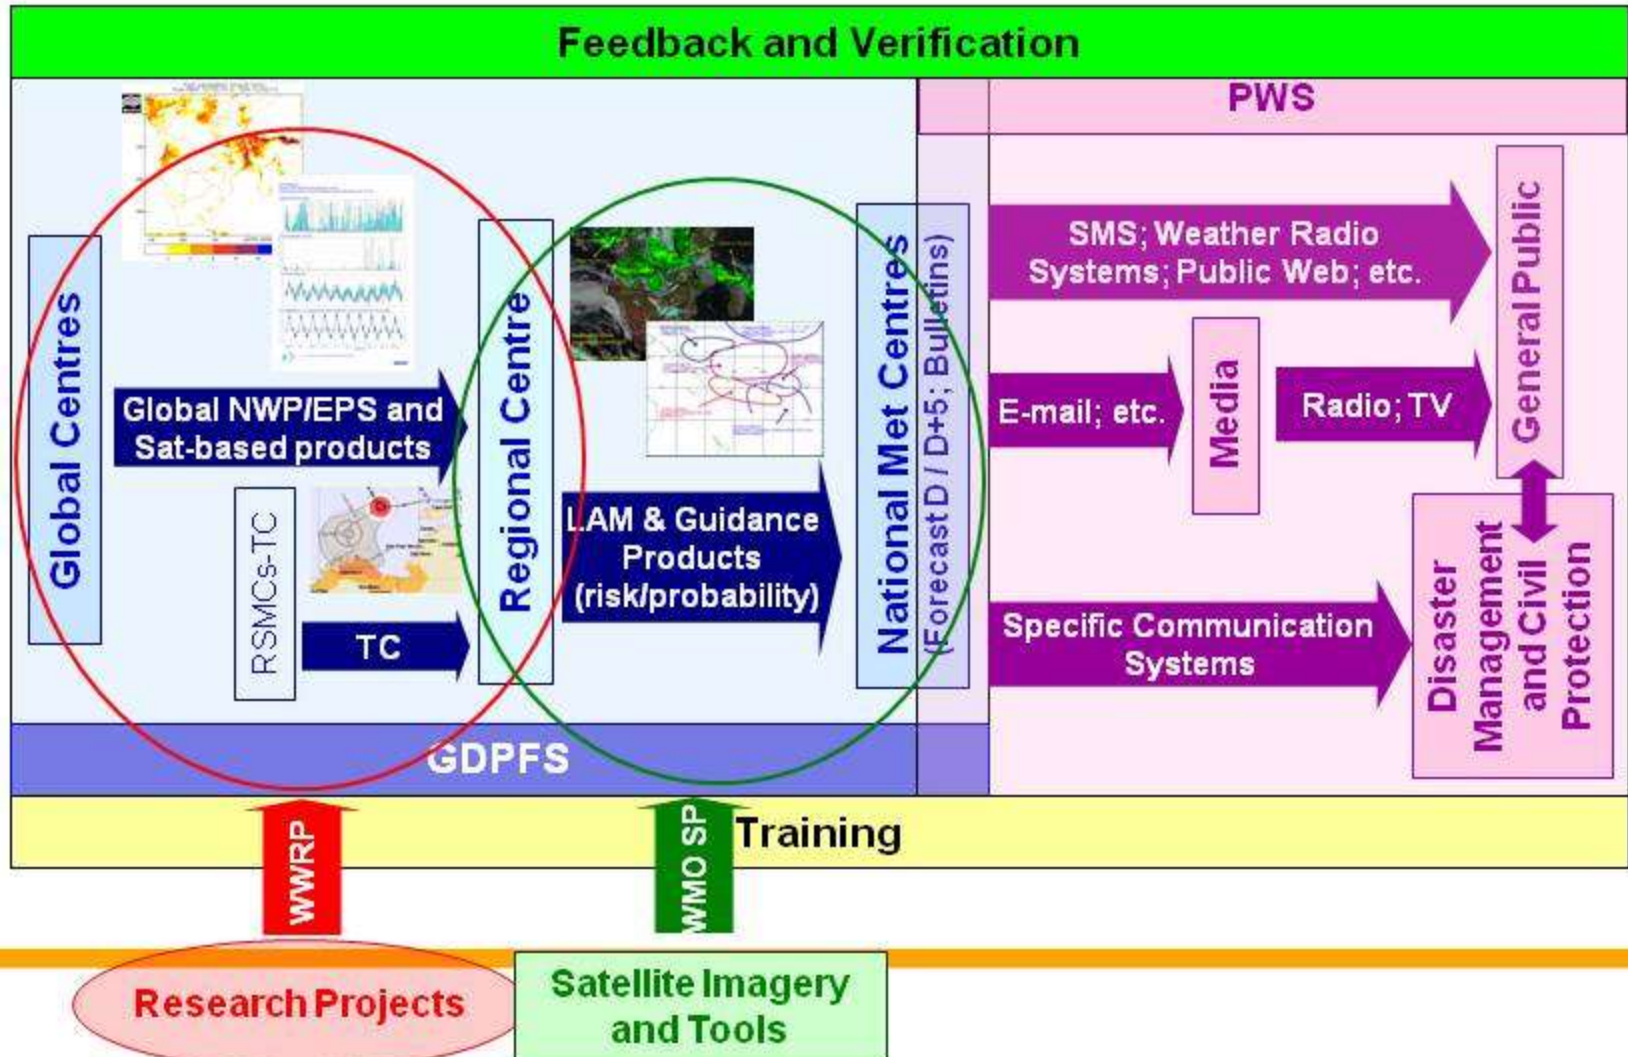 Feedback and Verification
PWS
Global Centres
Global NWP/EPS and
Sat-based products
RSMCs-TC
TC
Regional Centre
LAM & Guidance
Products
(risk/probability)
National Met Centres
(Forecast D / D+5; Bulletins)
SMS; Weather Radio
Systems; Public Web; etc.
E-mail; etc.
Media
Radio; TV
General Public
Specific Communication
Systems
Disaster
Management
and Civil
Protection
GDPFS
Training
WWRP
WMO SP
Research Projects
Satellite Imagery
and Tools